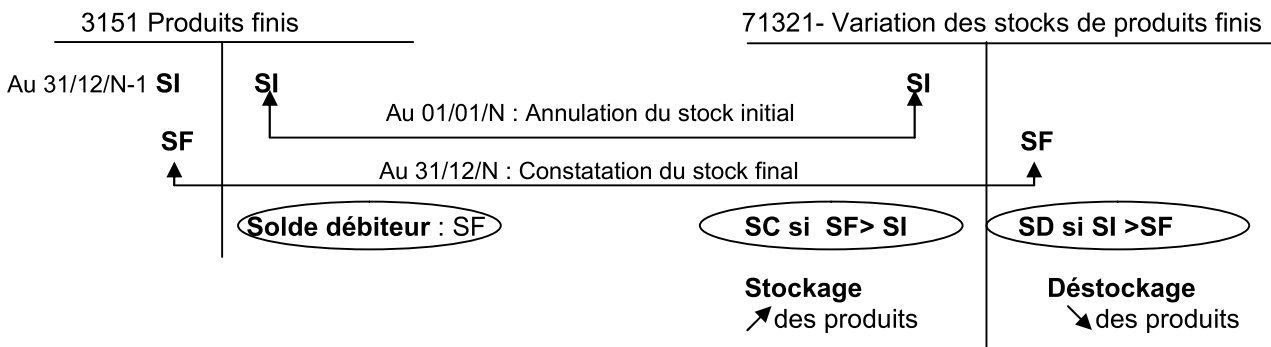 3151 Produits finis
71321- Variation des stocks de produits finis
Au 31/12/N-1 SI
SI
SI
Au 01/01/N : Annulation du stock initial
SF
SF
Au 31/12/N : Constatation du stock final
Solde débiteur : SF
SC si SF> SI
SD si SI >SF
Stockage
Déstockage
des produits
des produits